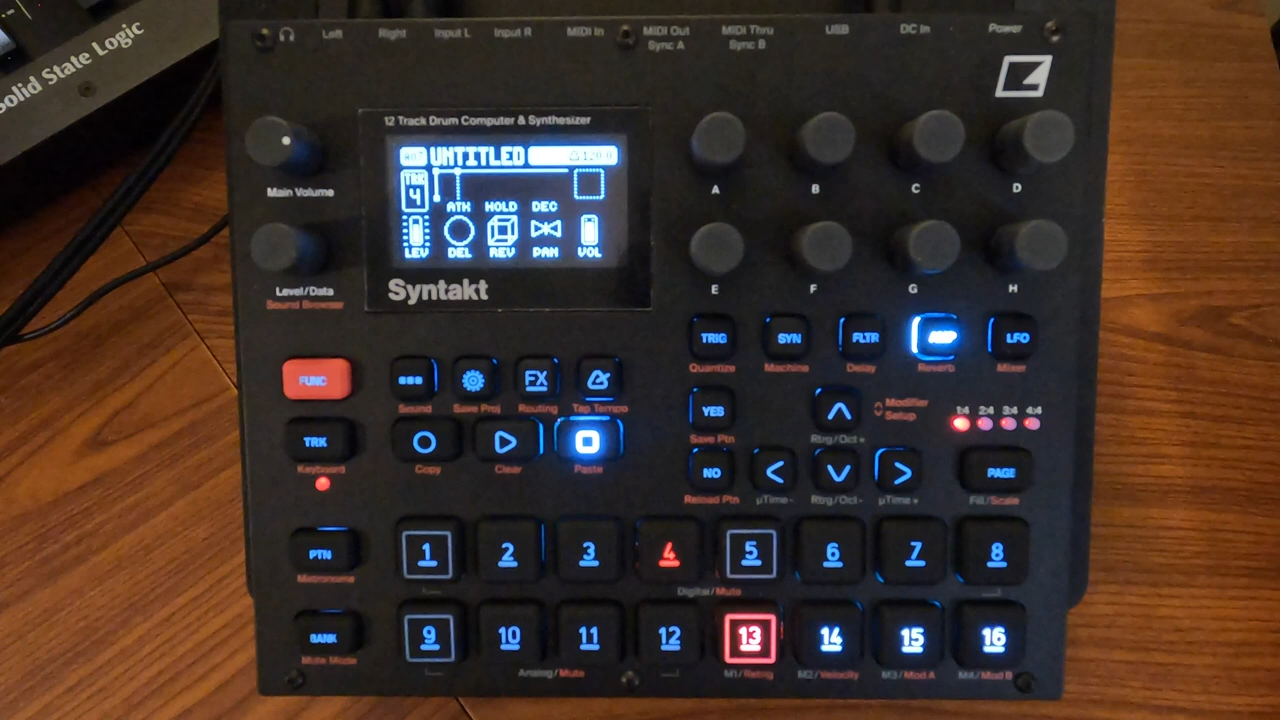 Solid State Logic
Left Right Input L Input R MIDI In MIDI Out MIDI Thru USB DC In Power
Sync A Sync B
12 Track Drum Computer & Synthesizer
UNTITLED 120.0
TRK
4
ATK HOLD DEC
LEV DEL REV PAN VOL
Syntakt
Main Volume
Level/Data
Sound Browser
A B C D
E F G H
TRIG SYN FLTR AMP LFO
Quantize Machine Delay Reverb Mixer
FUNC FX
Sound Save Proj Routing Tap Tempo
YES
Save Ptn
Rtrg/Oct+
Modifier
Setup
1:4 2:4 3:4 4:4
TRK
Keyboard
Copy Clear Paste
NO PAGE
Reload Ptn µTime- Rtrg/Oct- µTime+ Fill/Scale
PTN 1 2 3 4 5 6 7 8
Metronome
Digital/Mute
BANK 9 10 11 12 13 14 15 16
Mute Mode
Analog/Mute M1/Retrig M2/Velocity M3/Mod A M4/Mod B